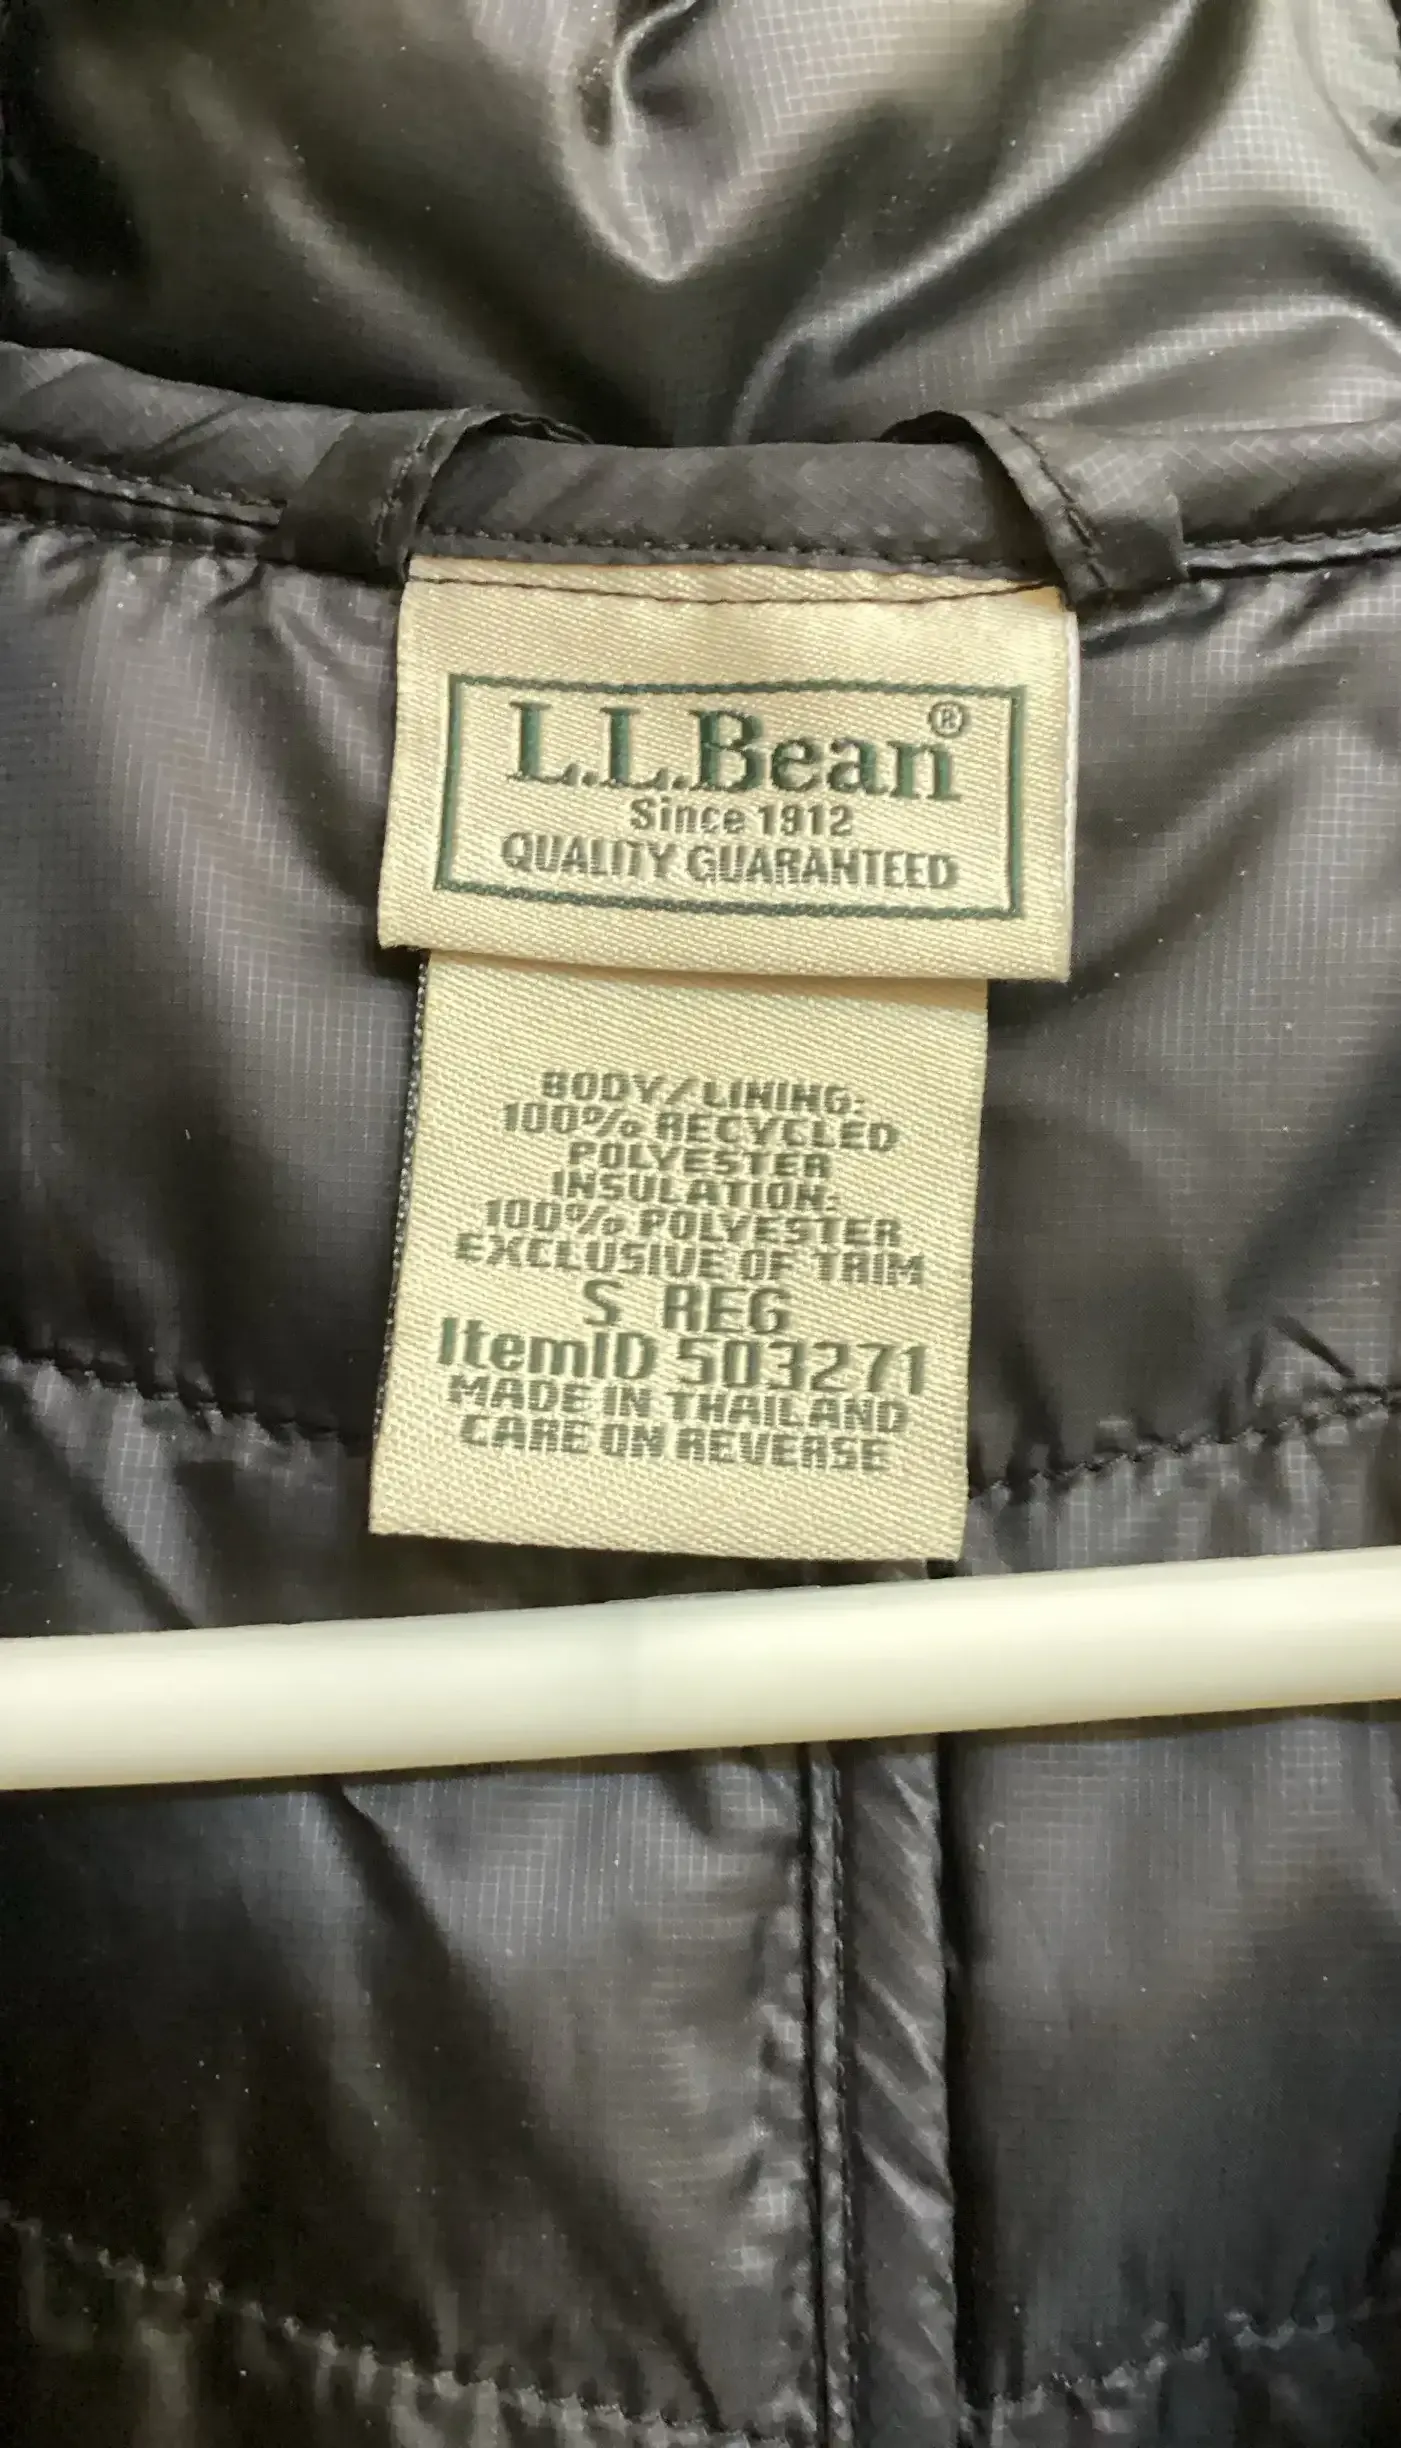 L.L.Bean®
Since 1912
QUALITY GUARANTEED
BODY/LINING:
100% RECYCLED
POLYESTER
INSULATION:
100% POLYESTER
EXCLUSIVE OF TRIM
S REG
ItemID 503271
MADE IN THAILAND
CARE ON REVERSE